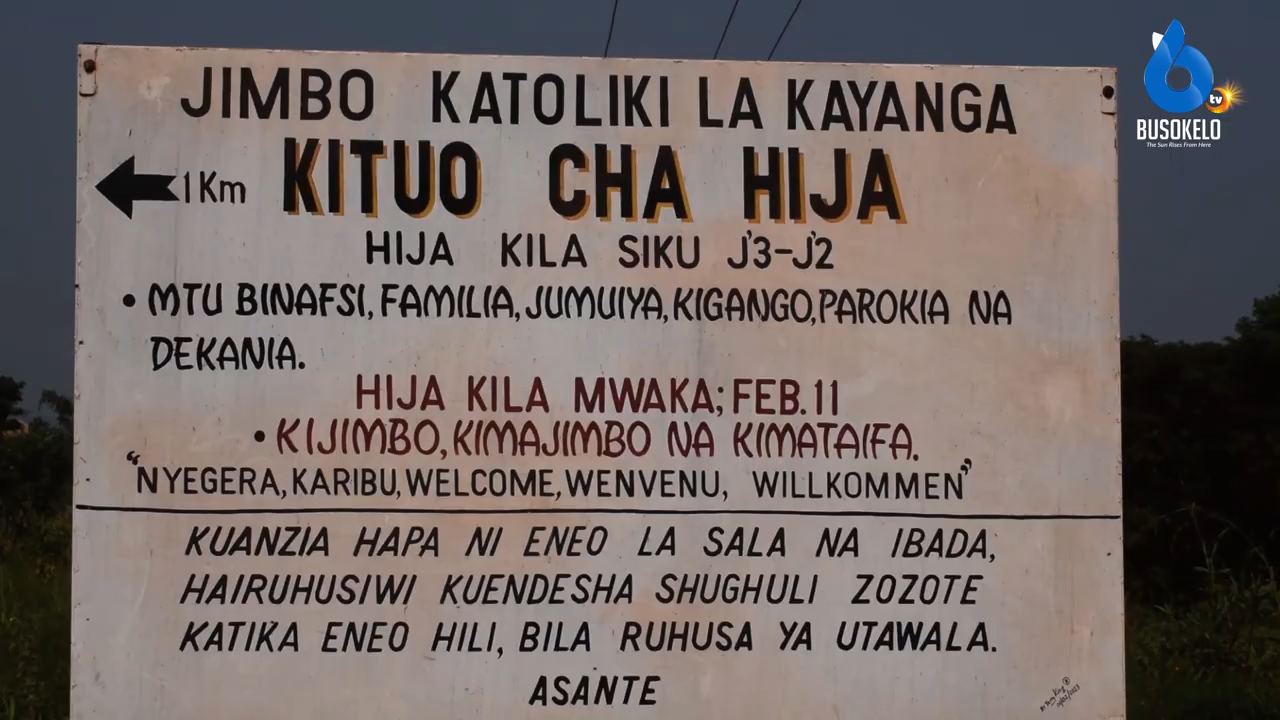 JIMBO KATOLIKI LA KAYANGA
1Km KITUO CHA HIJA
HIJA KILA SIKU J'3-J'2
• MTU BINAFSI, FAMILIA, JUMUIYA, KIGANGO, PAROKIA NA
DEKANIA.
HIJA KILA MWAKA; FEB. 11
• KIJIMBO, KIMAJIMBO NA KIMATAIFA.
"NYEGERA, KARIBU, WELCOME, WENVENU, WILLKOMMEN"
KUANZIA HAPA NI ENEO LA SALA NA IBADA,
HAIRUHUSIWI KUENDESHA SHUGHULI ZOZOTE
KATIKA ENEO HILI, BILA RUHUSA YA UTAWALA.
ASANTE
tv
BUSOKELO
The Sun Rises From Here